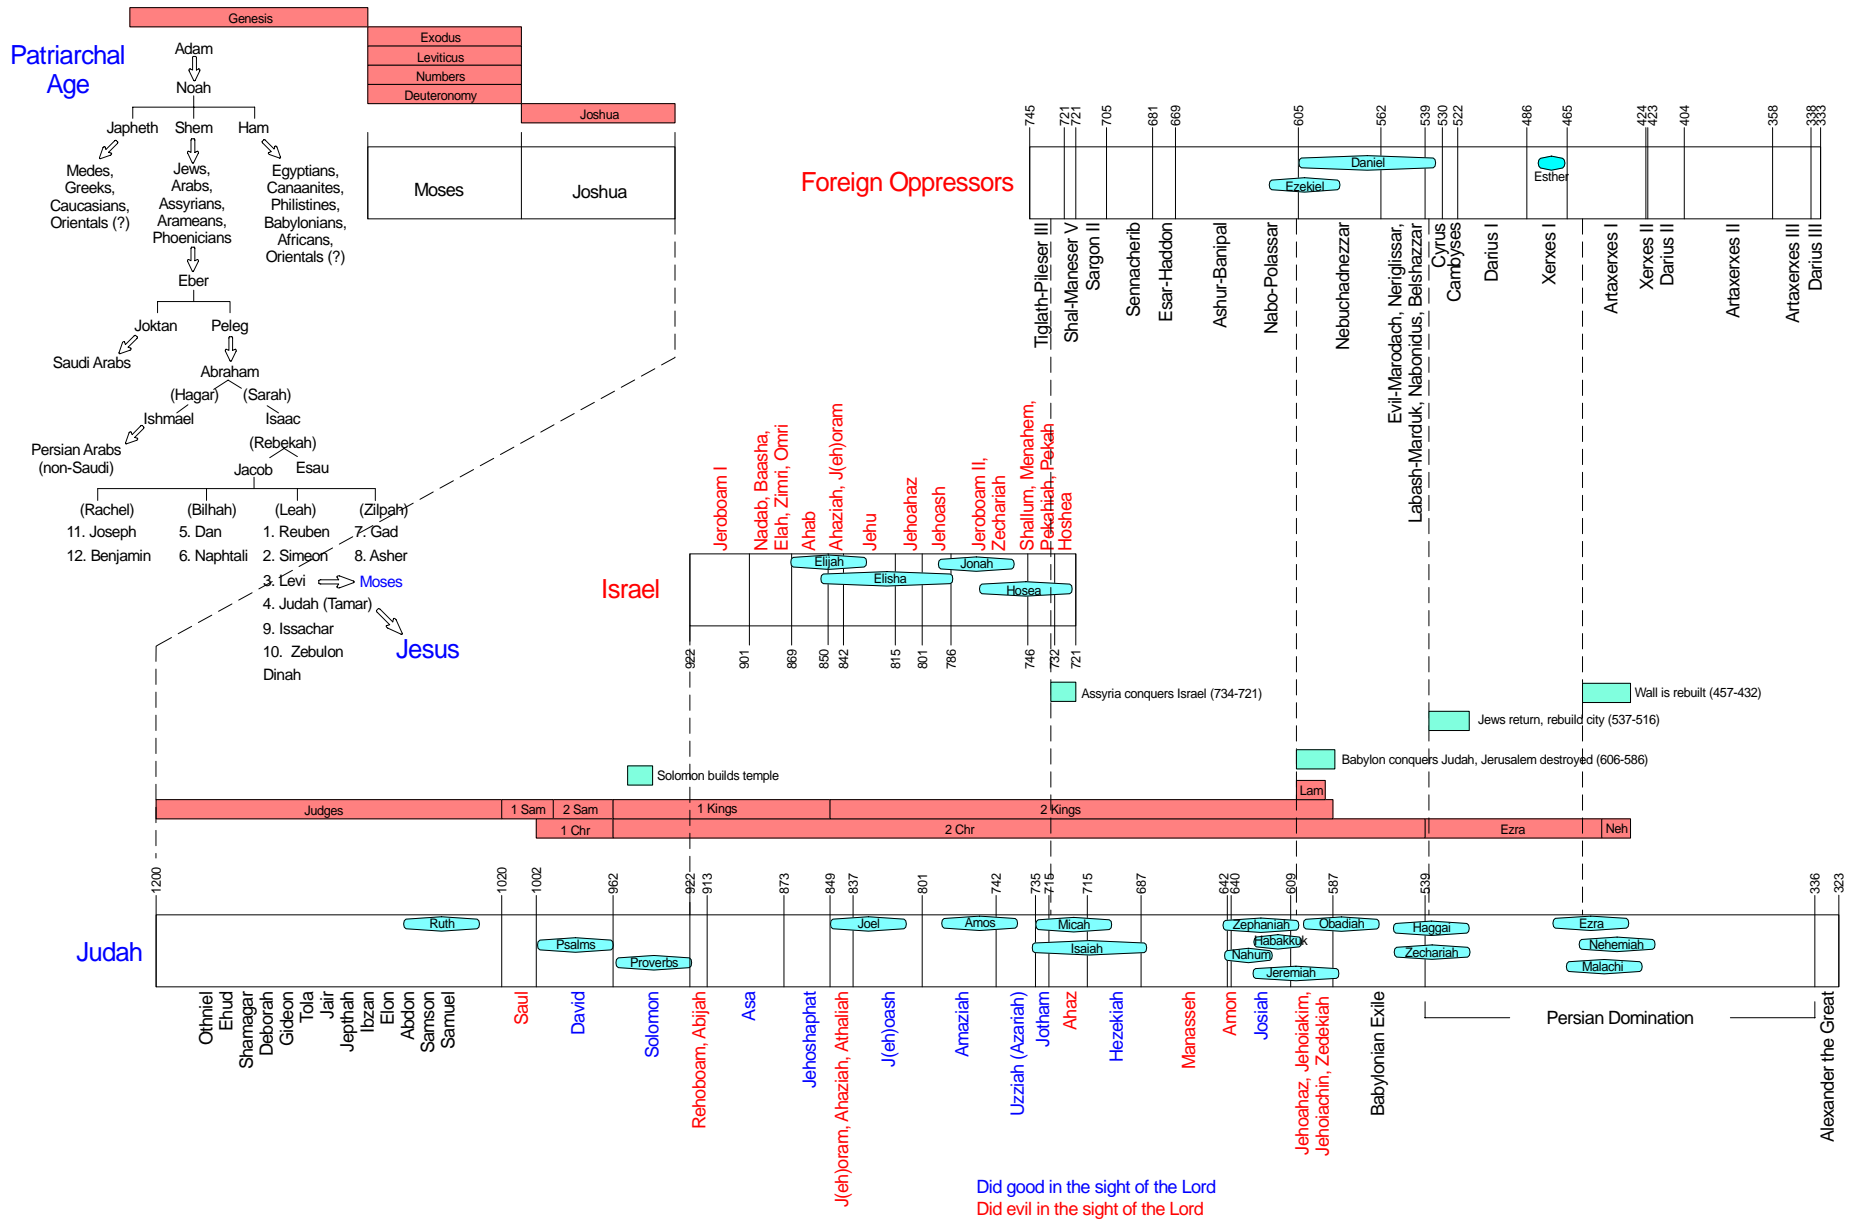 Genesis
Exodus
Leviticus
Numbers
Deuteronomy
Joshua
Patriarchal
Age
Adam
Noah
Japheth
Shem
Ham
Medes,
Greeks,
Caucasians,
Orientals (?)
Jews,
Arabs,
Assyrians,
Arameans,
Phoenicians
Egyptians,
Canaanites,
Philistines,
Babylonians,
Africans,
Orientals (?)
Eber
Joktan
Peleg
Saudi Arabs
Abraham
(Hagar)
(Sarah)
Ishmael
Isaac
Persian Arabs
(non-Saudi)
(Rebekah)
Jacob
Esau
(Rachel)
(Bilhah)
(Leah)
(Zilpah)
11. Joseph
5. Dan
1. Reuben
7. Gad
12. Benjamin
6. Naphtali
2. Simeon
8. Asher
3. Levi
Moses
4. Judah (Tamar)
9. Issachar
10. Zebulon
Dinah
Jesus
Moses
Joshua
Foreign Oppressors
745
721
721
705
681
669
605
562
539
530
522
486
465
424
423
404
358
338
333
Daniel
Ezekiel
Esther
Tiglath-Pileser III
Shal-Maneser V
Sargon II
Sennacherib
Esar-Haddon
Ashur-Banipal
Nabo-Polassar
Nebuchadnezzar
Evil-Marodach, Neriglissar,
Labash-Marduk, Nabonidus, Belshazzar
Cyrus
Cambyses
Darius I
Xerxes I
Artaxerxes I
Xerxes II
Darius II
Artaxerxes II
Artaxerxes III
Darius III
Israel
Jeroboam I
Nadab, Baasha,
Elah, Zimri, Omri
Ahab
Ahaziah, J(eh)oram
Jehu
Jehoahaz
Jehoash
Jeroboam II,
Zechariah
Shallum, Menahem,
Pekahiah, Pekah
Hoshea
Elijah
Elisha
Jonah
Hosea
922
901
869
850
842
815
801
786
746
732
721
Assyria conquers Israel (734-721)
Wall is rebuilt (457-432)
Jews return, rebuild city (537-516)
Babylon conquers Judah, Jerusalem destroyed (606-586)
Solomon builds temple
Lam
Judges
1 Sam
2 Sam
1 Kings
2 Kings
1 Chr
2 Chr
Ezra
Neh
Judah
1200
1020
1002
962
922
913
873
849
837
801
742
735
716
715
687
642
640
609
587
539
336
323
Ruth
Psalms
Proverbs
Joel
Amos
Micah
Isaiah
Zephaniah
Habakkuk
Nahum
Jeremiah
Obadiah
Haggai
Zechariah
Ezra
Nehemiah
Malachi
Othniel
Ehud
Shamagar
Deborah
Gideon
Tola
Jair
Jepthah
Ibzan
Elon
Abdon
Samson
Samuel
Saul
David
Solomon
Rehoboam, Abijah
Asa
Jehoshaphat
J(eh)oram, Ahaziah, Athaliah
J(eh)oash
Amaziah
Uzziah (Azariah)
Jotham
Ahaz
Hezekiah
Manasseh
Amon
Josiah
Jehoahaz, Jehoiakim,
Jehoiachin, Zedekiah
Babylonian Exile
Persian Domination
Alexander the Great
Did good in the sight of the Lord
Did evil in the sight of the Lord